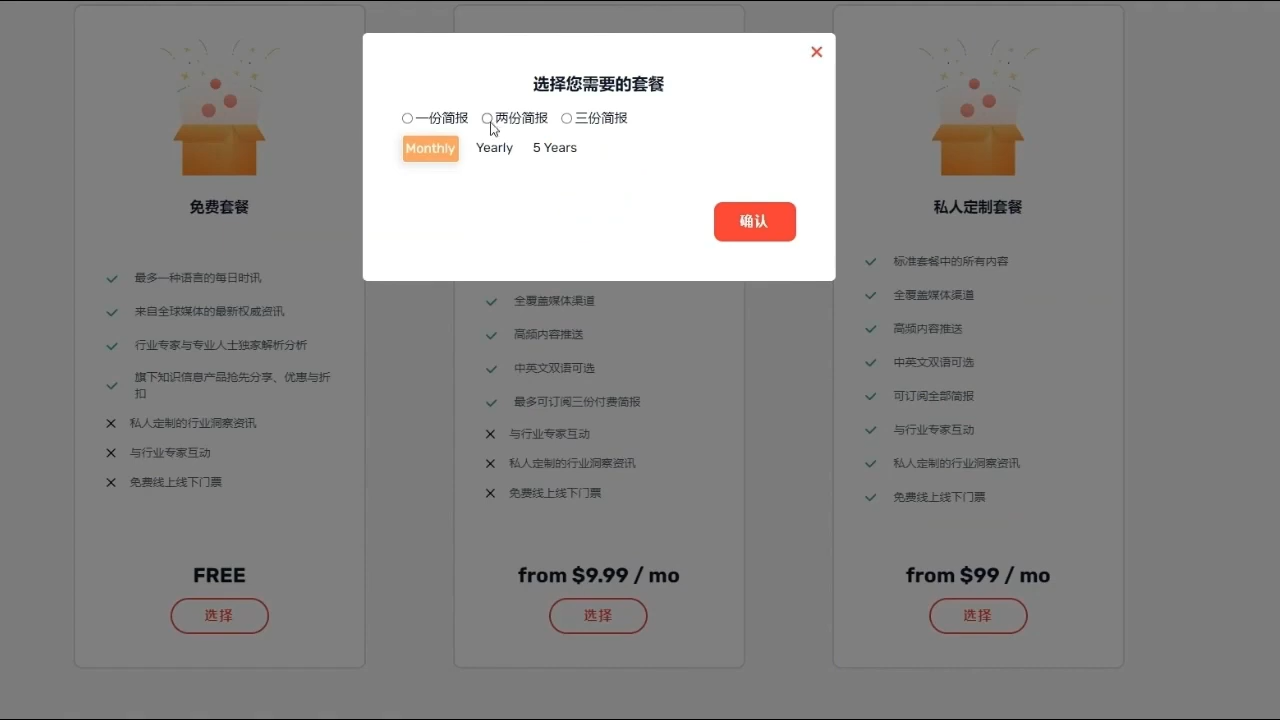 选择您需要的套餐
一份简报 两份简报 三份简报
Monthly Yearly 5 Years
确认
免费套餐
最多一种语言的每日时讯
来自全球媒体的最新权威资讯
行业专家与专业人士独家解析分析
旗下知识信息产品抢先分享、优惠与折
扣
私人定制的行业洞察资讯
与行业专家互动
免费线上线下门票
FREE
选择
全覆盖媒体渠道
高频内容推送
中英文双语可选
最多可订阅三份付费简报
与行业专家互动
私人定制的行业洞察资讯
免费线上线下门票
from $9.99 / mo
选择
私人定制套餐
标准套餐中的所有内容
全覆盖媒体渠道
高频内容推送
中英文双语可选
可订阅全部简报
与行业专家互动
私人定制的行业洞察资讯
免费线上线下门票
from $99 / mo
选择